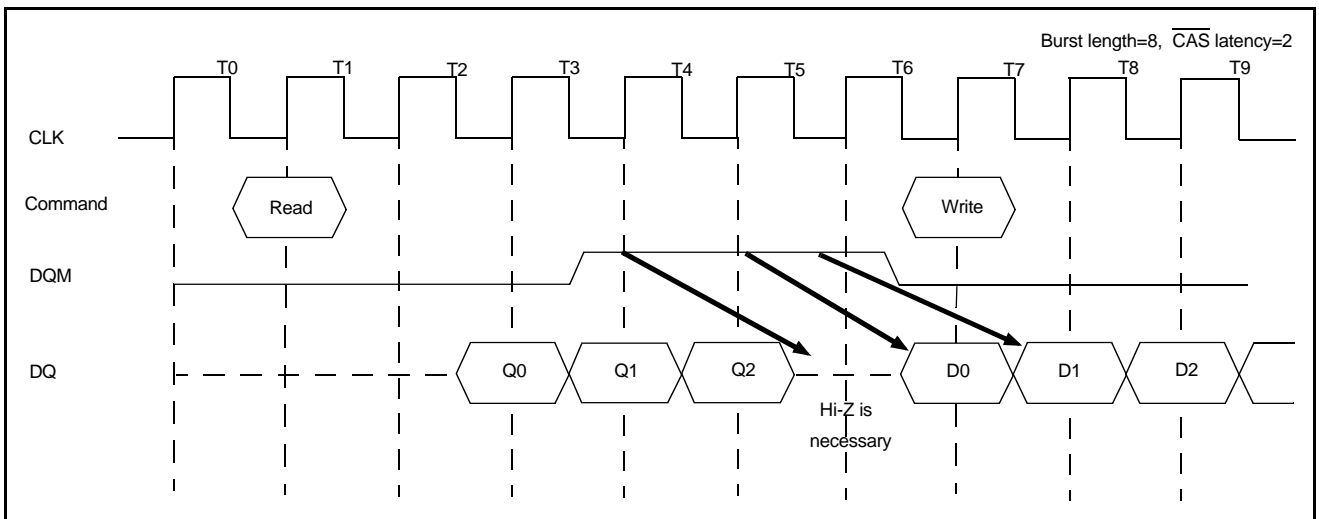 Burst length=8, CAS latency=2
T0 T1 T2 T3 T4 T5 T6 T7 T8 T9
CLK
Command Read Write
DQM
DQ Q0 Q1 Q2 D0 D1 D2
Hi-Z is
necessary